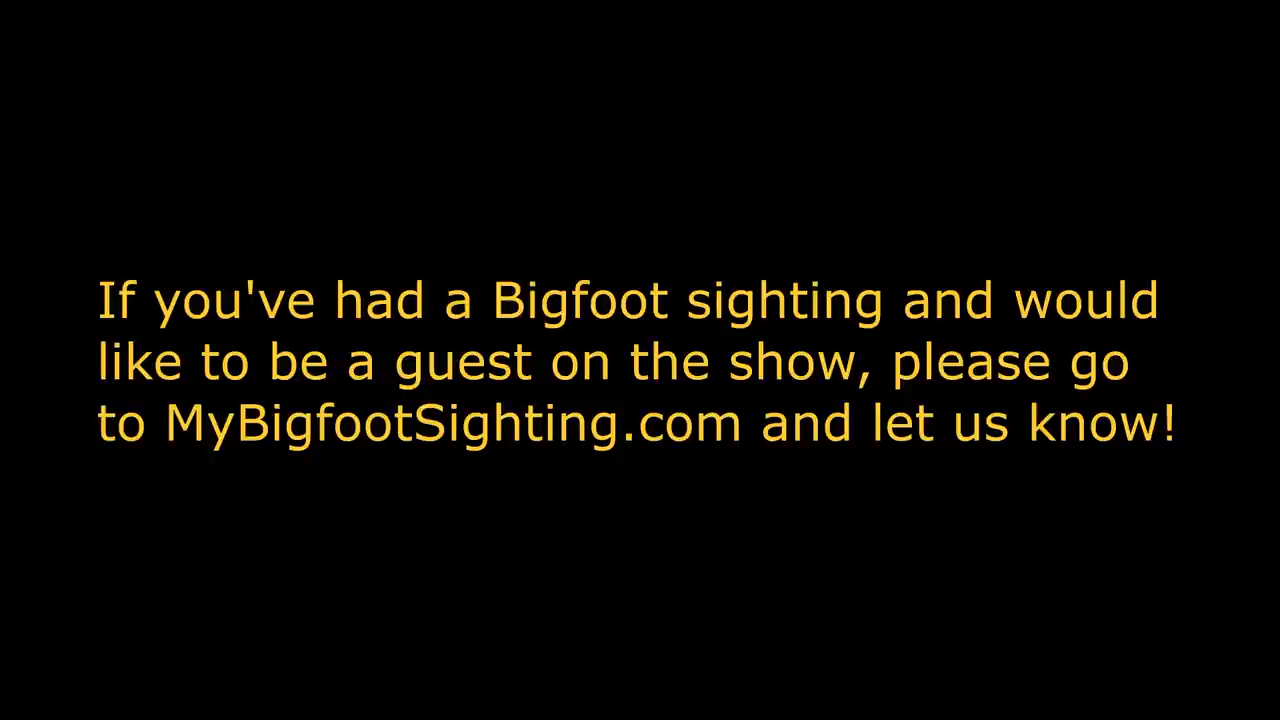 If you've had a Bigfoot sighting and would
like to be a guest on the show, please go
to MyBigfootSighting.com and let us know!